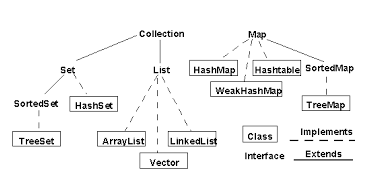 Collection
Map
Set
List
HashMap
Hashtable
SortedMap
WeakHashMap
SortedSet
HashSet
TreeMap
TreeSet
ArrayList
LinkedList
Vector
Class
Implements
Interface
Extends